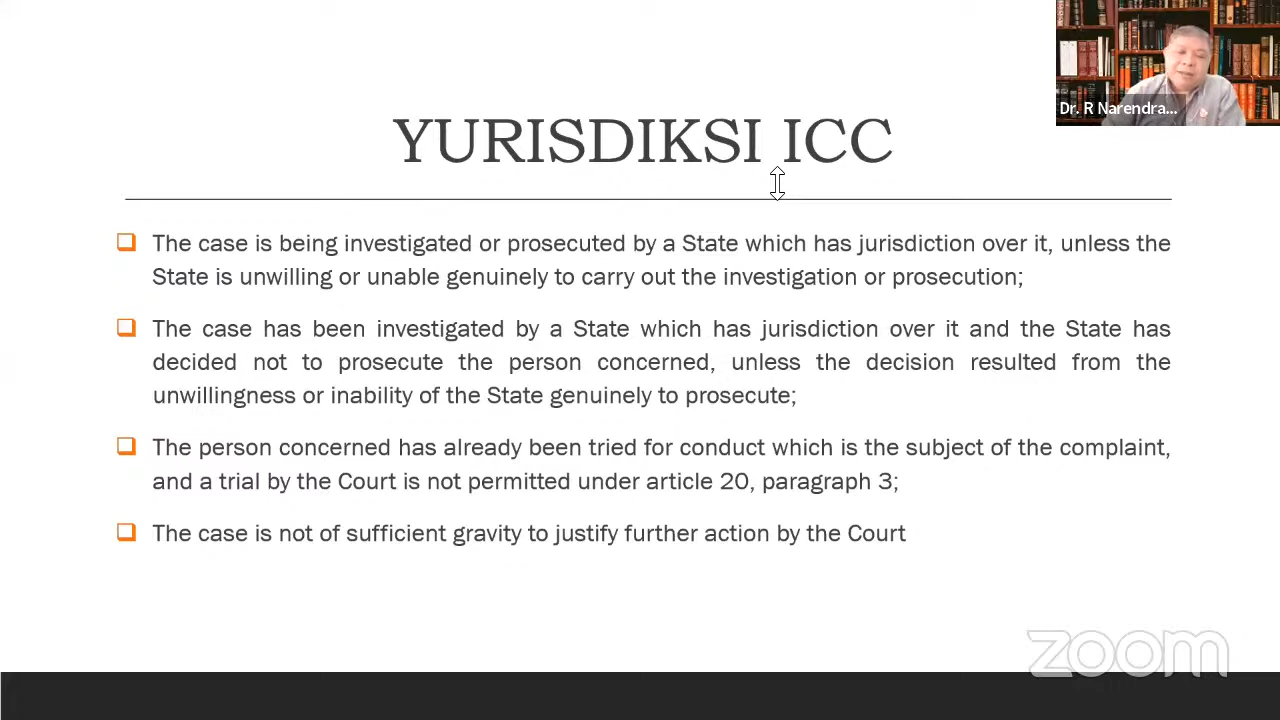 Dr. R Narendra...
YURISDIKSI ICC
The case is being investigated or prosecuted by a State which has jurisdiction over it, unless the
State is unwilling or unable genuinely to carry out the investigation or prosecution;
The case has been investigated by a State which has jurisdiction over it and the State has
decided not to prosecute the person concerned, unless the decision resulted from the
unwillingness or inability of the State genuinely to prosecute;
The person concerned has already been tried for conduct which is the subject of the complaint,
and a trial by the Court is not permitted under article 20, paragraph 3;
The case is not of sufficient gravity to justify further action by the Court
zoom